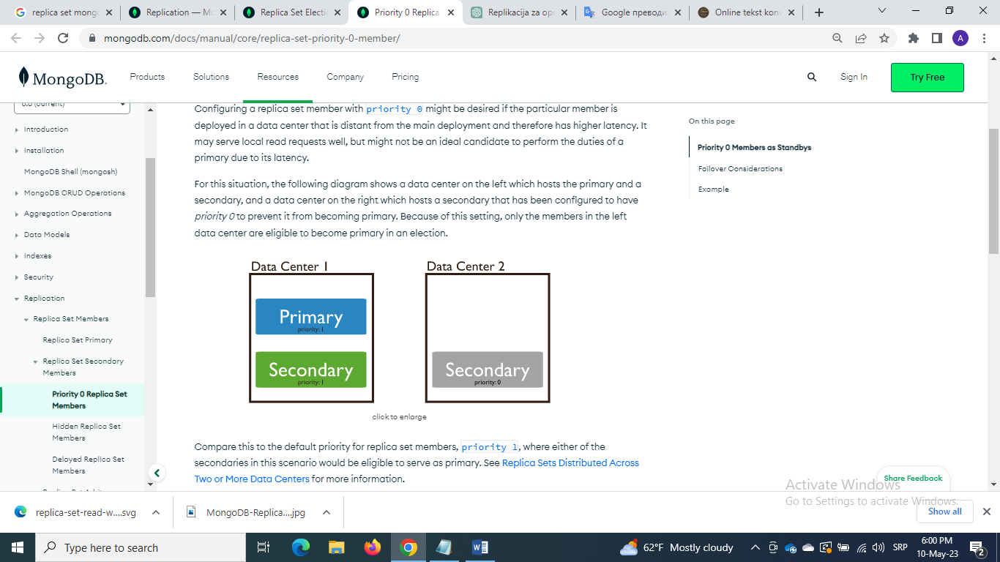 replica set mong
Replication — Mo
Replica Set Electi
Priority 0 Replica
Replikacija za op
Google преводи
Online tekst kon
mongodb.com/docs/manual/core/replica-set-priority-0-member/
A
MongoDB.
Products
Solutions
Resources
Company
Pricing
Sign In
Try Free
6.0 (current)
Introduction
Installation
MongoDB Shell (mongosh)
MongoDB CRUD Operations
Aggregation Operations
Data Models
Indexes
Security
Replication
Replica Set Members
Replica Set Primary
Replica Set Secondary
Members
Priority 0 Replica Set
Members
Hidden Replica Set
Members
Delayed Replica Set
Members
Configuring a replica set member with priority 0 might be desired if the particular member is
deployed in a data center that is distant from the main deployment and therefore has higher latency. It
may serve local read requests well, but might not be an ideal candidate to perform the duties of a
primary due to its latency.
For this situation, the following diagram shows a data center on the left which hosts the primary and a
secondary, and a data center on the right which hosts a secondary that has been configured to have
priority 0 to prevent it from becoming primary. Because of this setting, only the members in the left
data center are eligible to become primary in an election.
Data Center 1
Primary
priority: 1
Secondary
priority: 1
Data Center 2
Secondary
priority: 0
click to enlarge
Compare this to the default priority for replica set members, priority 1, where either of the
secondaries in this scenario would be eligible to serve as primary. See Replica Sets Distributed Across
Two or More Data Centers for more information.
On this page
Priority 0 Members as Standbys
Failover Considerations
Example
Share Feedback
Activate Windows
Go to Settings to activate Windows.
replica-set-read-w....svg
MongoDB-Replica....jpg
Show all
Type here to search
62°F Mostly cloudy
SRP
6:00 PM
10-May-23
2